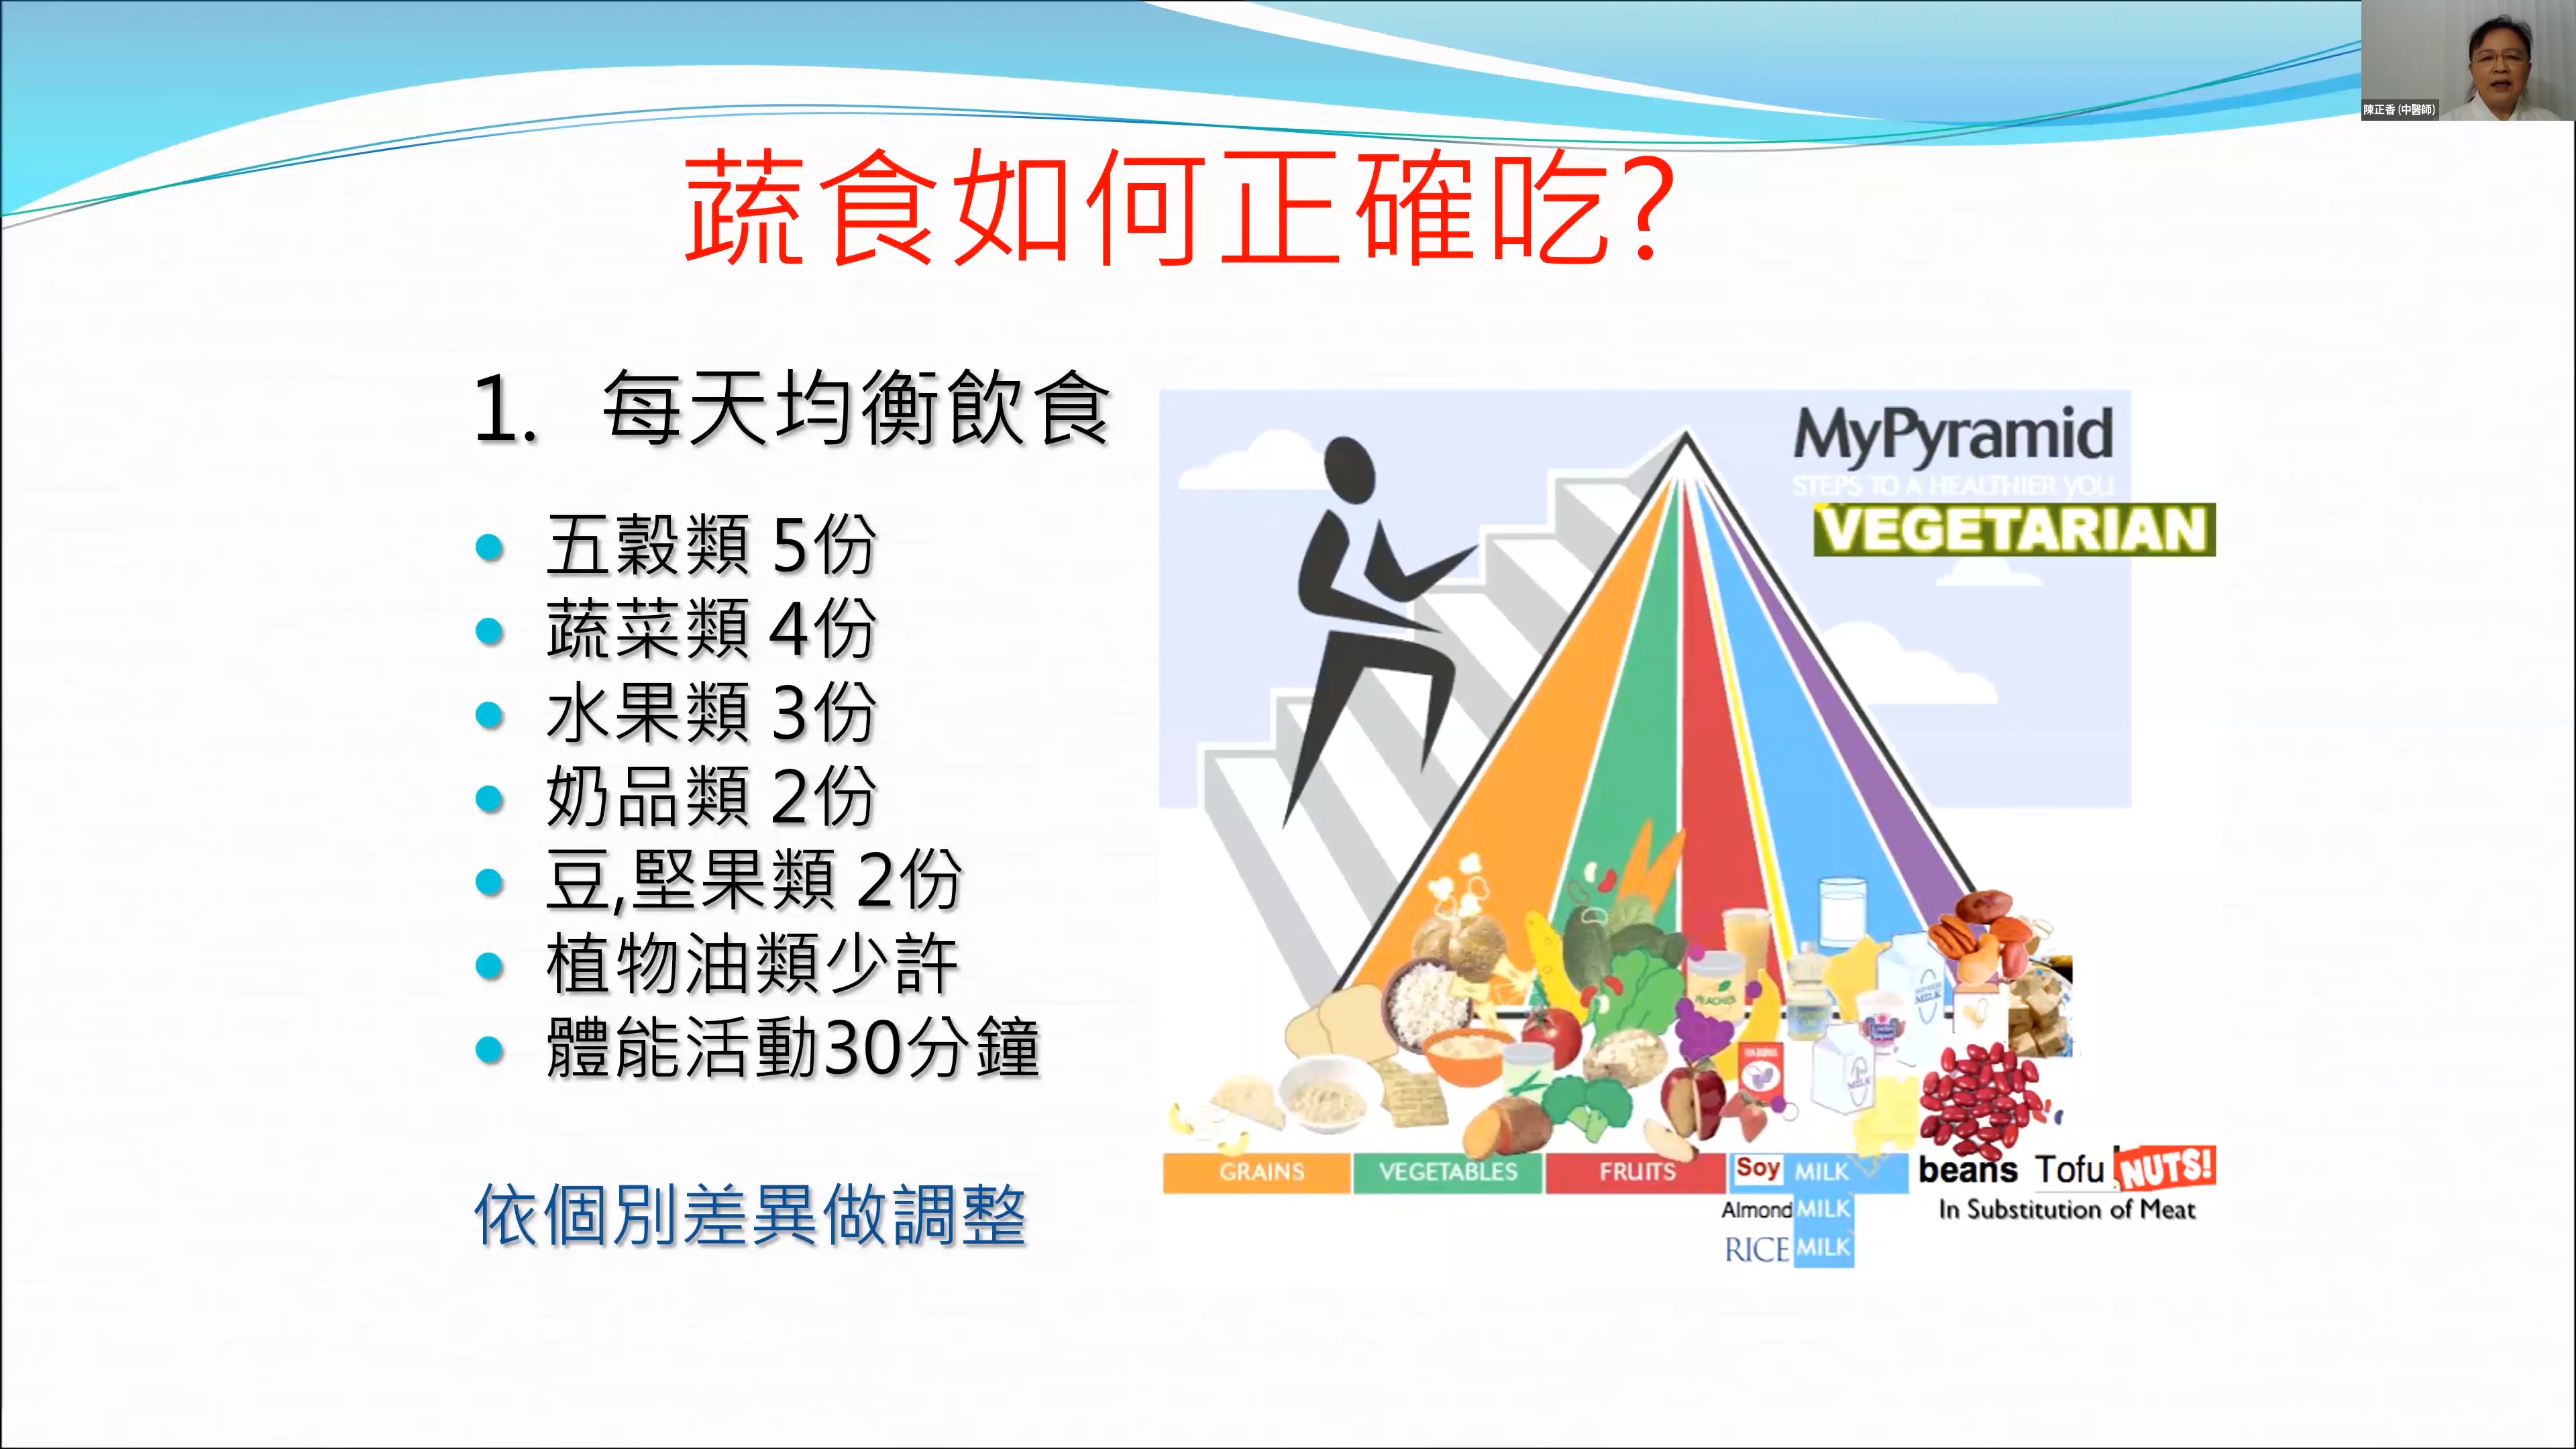 陳正香 (中醫師)
蔬食如何正確吃?
1. 每天均衡飲食
五穀類 5份
蔬菜類 4份
水果類 3份
奶品類 2份
豆,堅果類 2份
植物油類少許
體能活動30分鐘
依個別差異做調整
MyPyramid
STEPS TO A HEALTHIER YOU
VEGETARIAN
PEACHES
MILK
MILK
GRAINS
VEGETABLES
FRUITS
Soy MILK
Almond MILK
RICE MILK
beans Tofu NUTS!
In Substitution of Meat